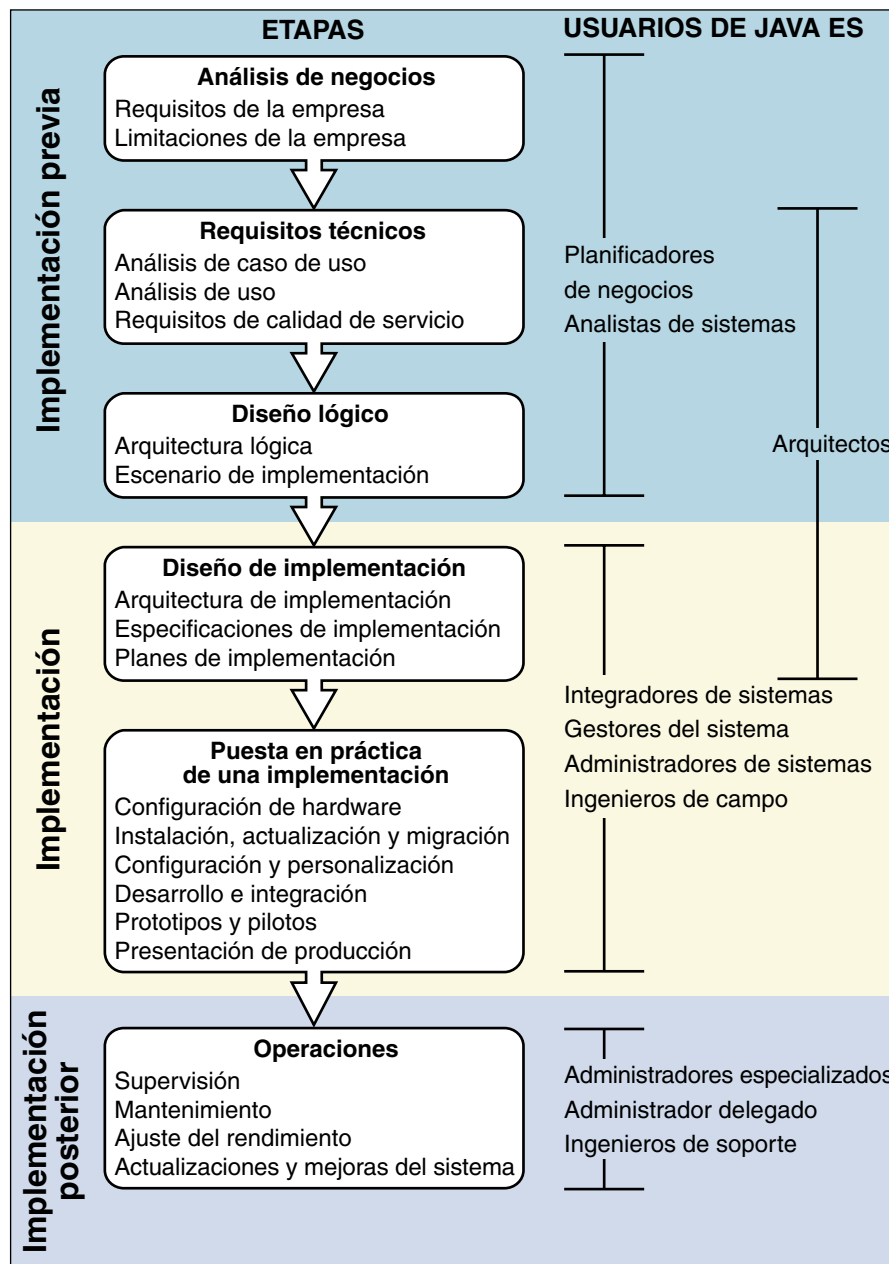 ETAPAS
USUARIOS DE JAVA ES
Implementación previa
Análisis de negocios
Requisitos de la empresa
Limitaciones de la empresa
Requisitos técnicos
Análisis de caso de uso
Análisis de uso
Requisitos de calidad de servicio
Diseño lógico
Arquitectura lógica
Escenario de implementación
Planificadores
de negocios
Analistas de sistemas
Arquitectos
Implementación
Diseño de implementación
Arquitectura de implementación
Especificaciones de implementación
Planes de implementación
Puesta en práctica
de una implementación
Configuración de hardware
Instalación, actualización y migración
Configuración y personalización
Desarrollo e integración
Prototipos y pilotos
Presentación de producción
Integradores de sistemas
Gestores del sistema
Administradores de sistemas
Ingenieros de campo
Implementación
posterior
Operaciones
Supervisión
Mantenimiento
Ajuste del rendimiento
Actualizaciones y mejoras del sistema
Administradores especializados
Administrador delegado
Ingenieros de soporte